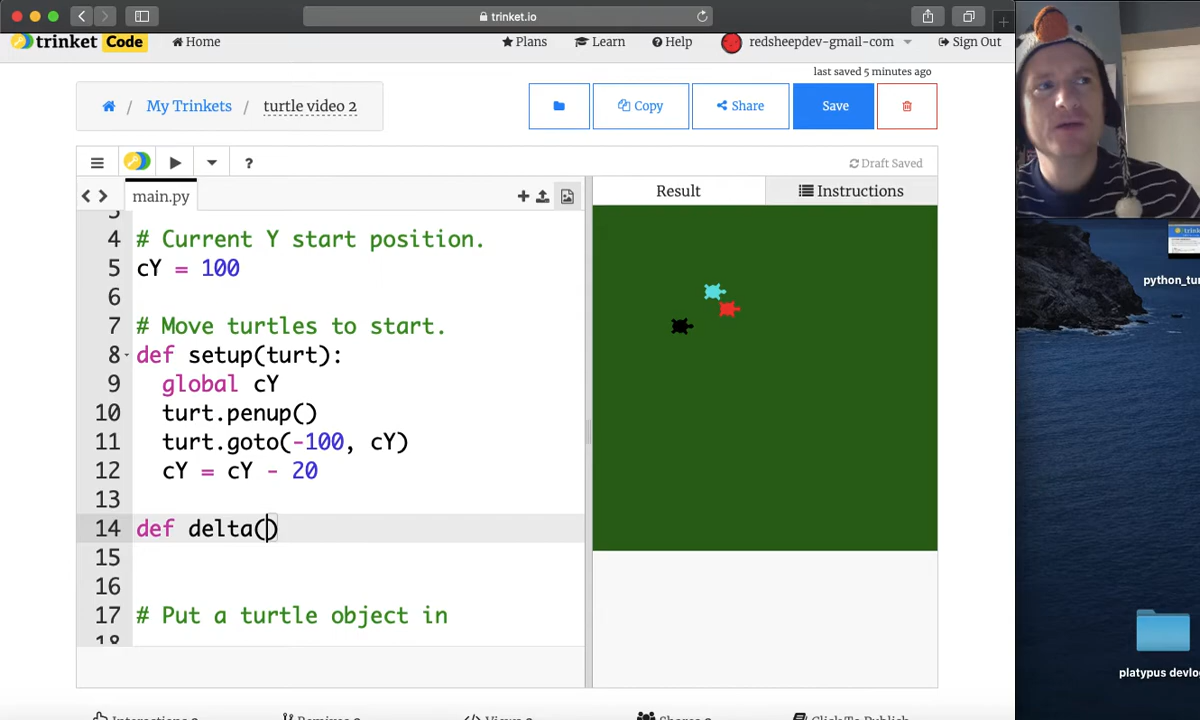 trinket.io
trinket Code
Home
Plans
Learn
Help
redsheepdev-gmail-com
Sign Out
last saved 5 minutes ago
/ My Trinkets / turtle video 2
Copy
Share
Save
?
Draft Saved
main.py
Result
Instructions
4 # Current Y start position.
5 cY = 100
6
7 # Move turtles to start.
8 def setup(turt):
9 global cY
10 turt.penup()
11 turt.goto(-100, cY)
12 cY = cY - 20
13
14 def delta()
15
16
17 # Put a turtle object in
18
python_tur
platypus devlo